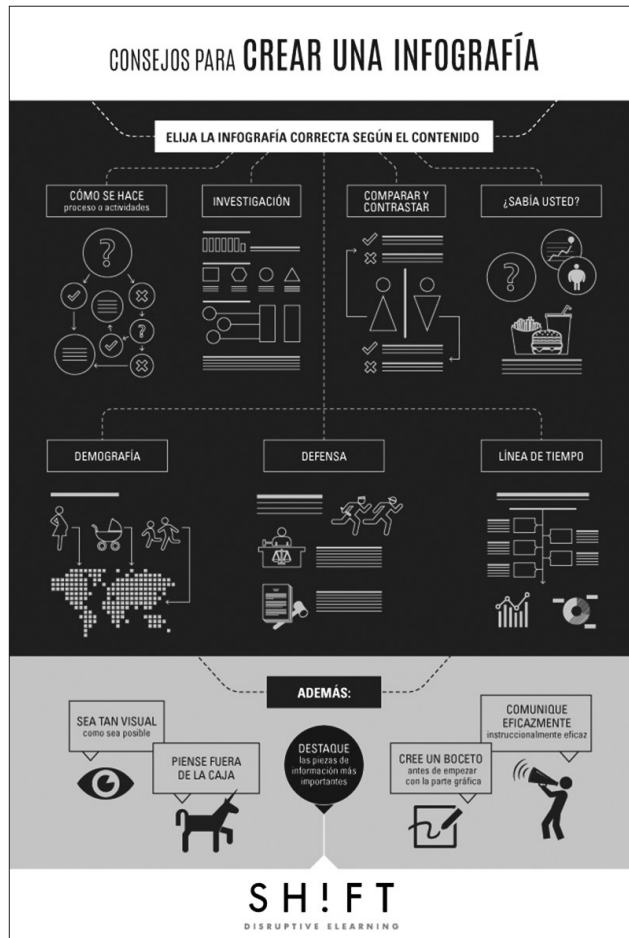 CONSEJOS PARA CREAR UNA INFOGRAFÍA
ELIJA LA INFOGRAFÍA CORRECTA SEGÚN EL CONTENIDO
CÓMO SE HACE
proceso o actividades
INVESTIGACIÓN
COMPARAR Y
CONTRASTAR
¿SABÍA USTED?
DEMOGRAFÍA
DEFENSA
LÍNEA DE TIEMPO
ADEMÁS:
SEA TAN VISUAL
como sea posible
PIENSE FUERA
DE LA CAJA
DESTAQUE
las piezas de
información más
importantes
CREE UN BOCETO
antes de empezar
con la parte gráfica
COMUNIQUE
EFICAZMENTE
instruccionalmente eficaz
SH!FT
DISRUPTIVE ELEARNING